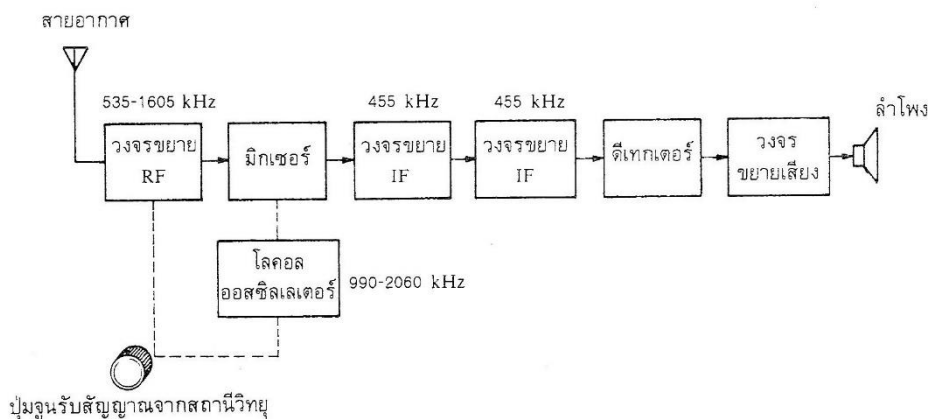 สายอากาศ
535-1605 kHz
455 kHz
455 kHz
ลำโพง
วงจรขยาย
RF
มิกเซอร์
วงจรขยาย
IF
วงจรขยาย
IF
ดีเทกเตอร์
วงจร
ขยายเสียง
โลคอล
ออสซิลเลเตอร์
990-2060 kHz
ปุ่มจูนรับสัญญาณจากสถานีวิทยุ